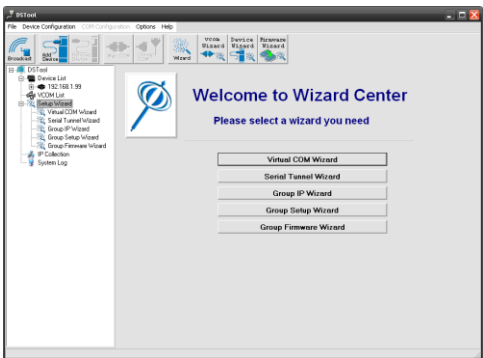 DSTool
File Device Configuration COM Configuration Options Help
Broadcast
Add
Device
Wizard
VCOM
Wizard
Device
Wizard
Firmware
Wizard
DSTool
Device List
192.168.1.99
VCOM List
Setup Wizard
Virtual COM Wizard
Serial Tunnel Wizard
Group IP Wizard
Group Setup Wizard
Group Firmware Wizard
IP Collection
System Log
Welcome to Wizard Center
Please select a wizard you need
Virtual COM Wizard
Serial Tunnel Wizard
Group IP Wizard
Group Setup Wizard
Group Firmware Wizard